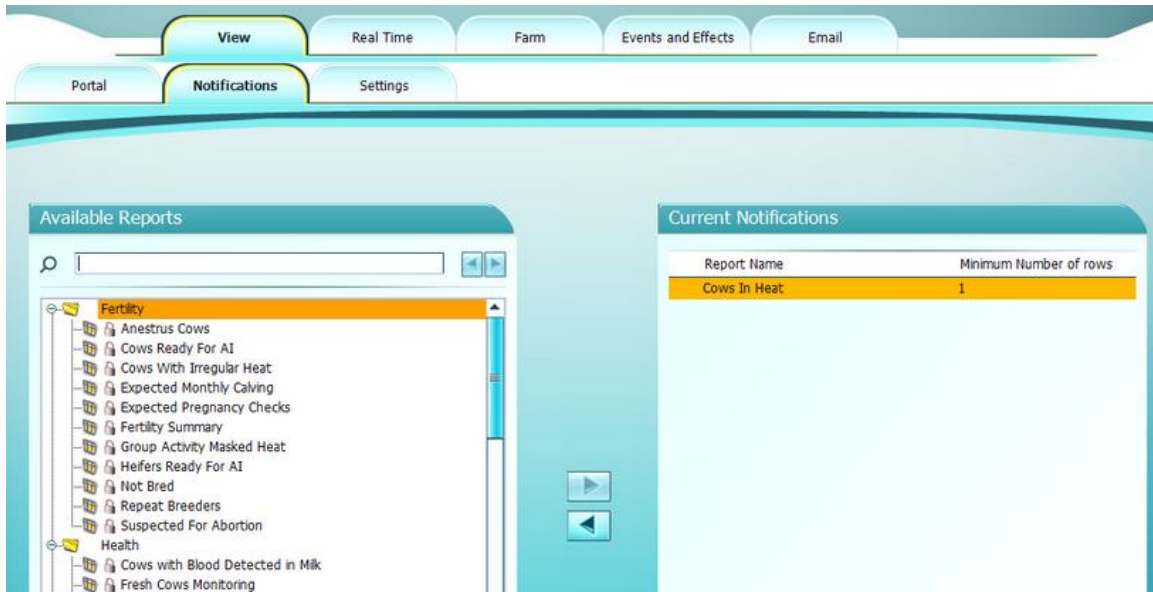 View
Real Time
Farm
Events and Effects
Email
Portal
Notifications
Settings
Available Reports
Fertility
Anestrus Cows
Cows Ready For AI
Cows With Irregular Heat
Expected Monthly Calving
Expected Pregnancy Checks
Fertility Summary
Group Activity Masked Heat
Heifers Ready For AI
Not Bred
Repeat Breeders
Suspected For Abortion
Health
Cows with Blood Detected in Milk
Fresh Cows Monitoring
Current Notifications
Report Name Minimum Number of rows
Cows In Heat 1